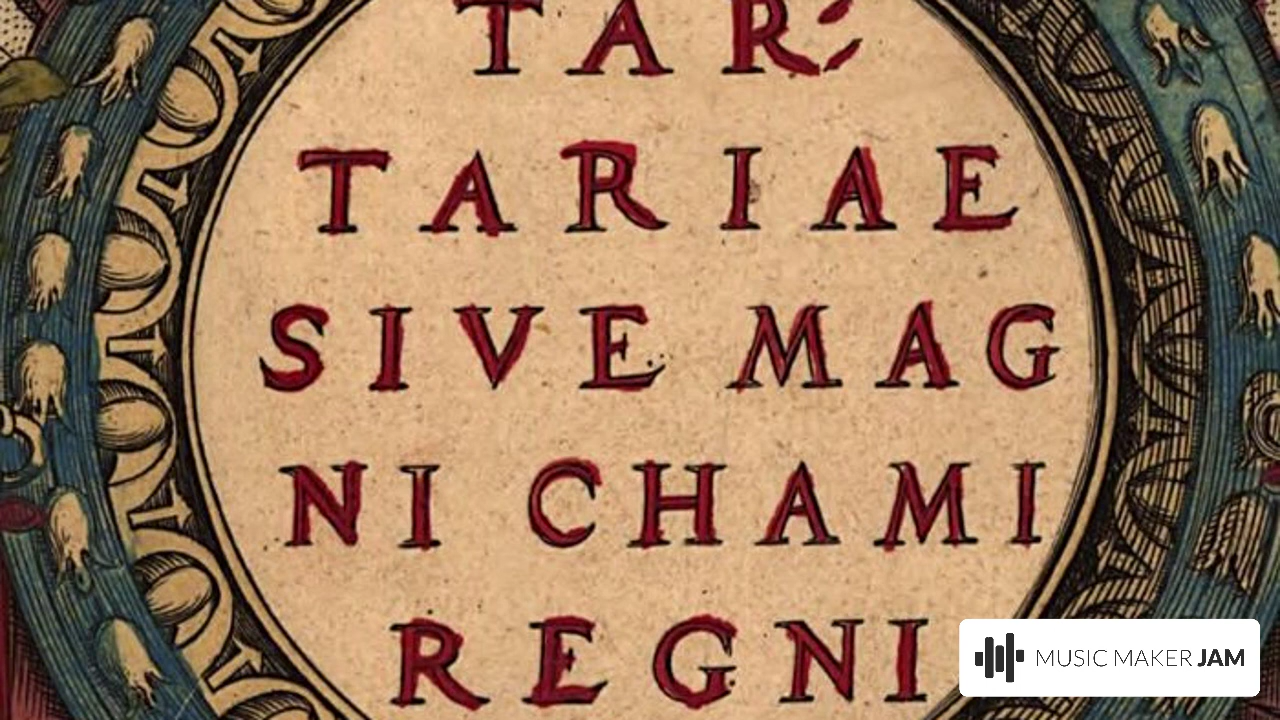 TAR⸗
TARIAE
SIVE MAG
NI CHAMI
REGNI
MUSIC MAKER JAM